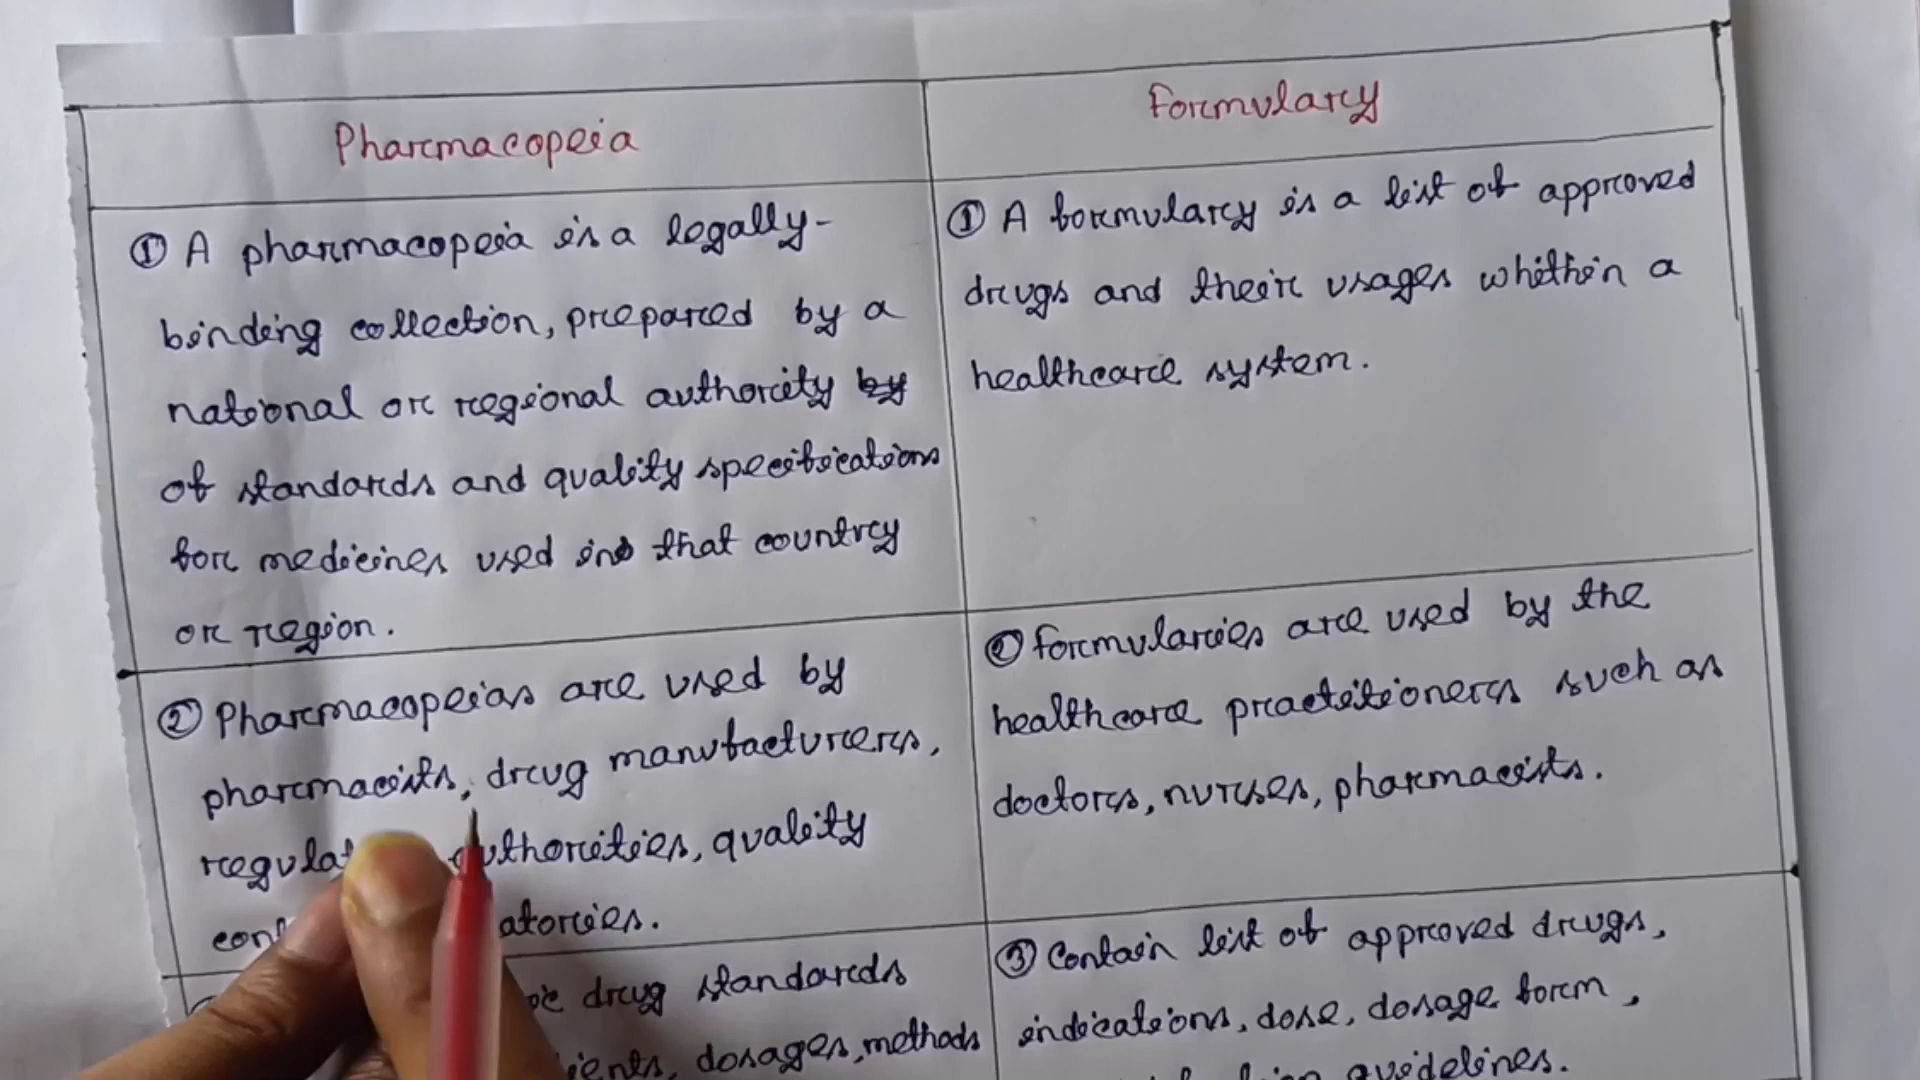 Pharmacopeia
① A pharmacopeia is a legally-
binding collection, prepared by a
national or regional authority by
of standards and quality specifications
for medicines used in that country
or region.
② Pharmacopeias are used by
pharmacists, drug manufacturers,
authorities, quality
Formulary
① A formulary is a list of approved
drugs and their usages whithin a
healthcare system.
② Formularies are used by the
healthcare practitioners such as
doctors, nurses, pharmacists.
drug standards
dosages, methods
③ Contain list of approved drugs,
indications, dose, dosage form,
guidelines.